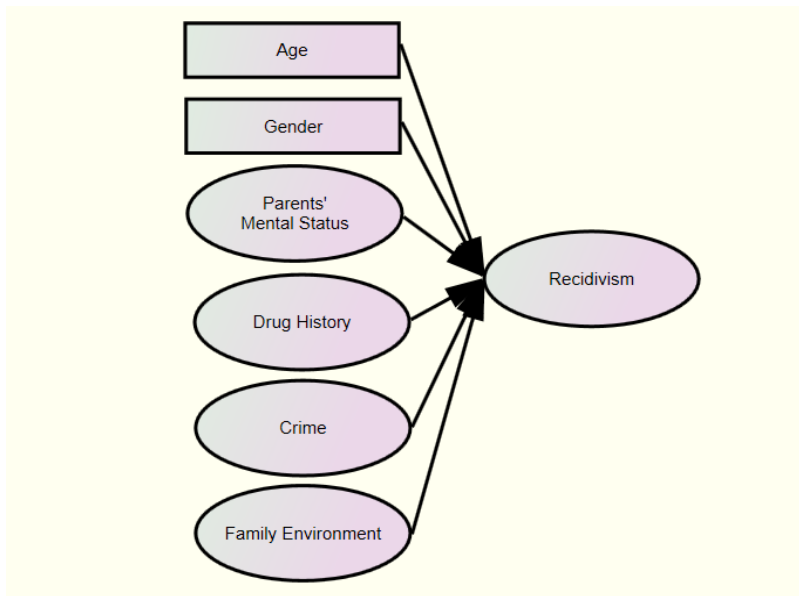 Age
Gender
Parents'
Mental Status
Drug History
Crime
Family Environment
Recidivism